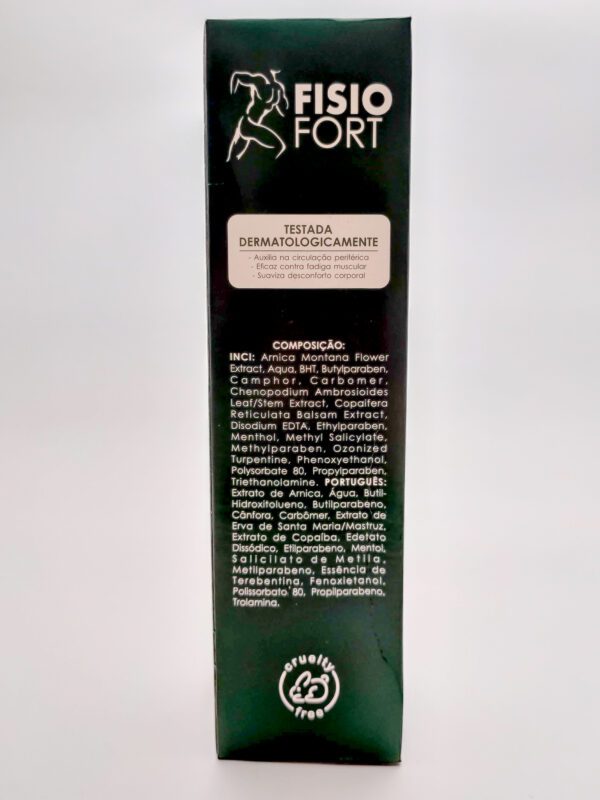 FISIO
FORT
TESTADA
DERMATOLOGICAMENTE
- Auxilia na circulação periférica
- Eficaz contra fadiga muscular
- Suaviza desconforto corporal
COMPOSIÇÃO:
INCI: Arnica Montana Flower
Extract, Aqua, BHT, Butylparaben,
Camphor, Carbomer,
Chenopodium Ambrosioides
Leaf/Stem Extract, Copaifera
Reticulata Balsam Extract,
Disodium EDTA, Ethylparaben,
Menthol, Methyl Salicylate,
Methylparaben, Ozonized
Turpentine, Phenoxyethanol,
Polysorbate 80, Propylparaben,
Triethanolamine. PORTUGUÊS:
Extrato de Arnica, Água, Butil-
Hidroxitolueno, Butilparabeno,
Cânfora, Carbômer, Extrato de
Erva de Santa Maria/Mastruz,
Extrato de Copaíba, Edetato
Dissódico, Etilparabeno, Mentol,
Salicilato de Metila,
Metilparabeno, Essência de
Terebentina, Fenoxietanol,
Polissorbato 80, Propilparabeno,
Trolamina.
cruelty
free